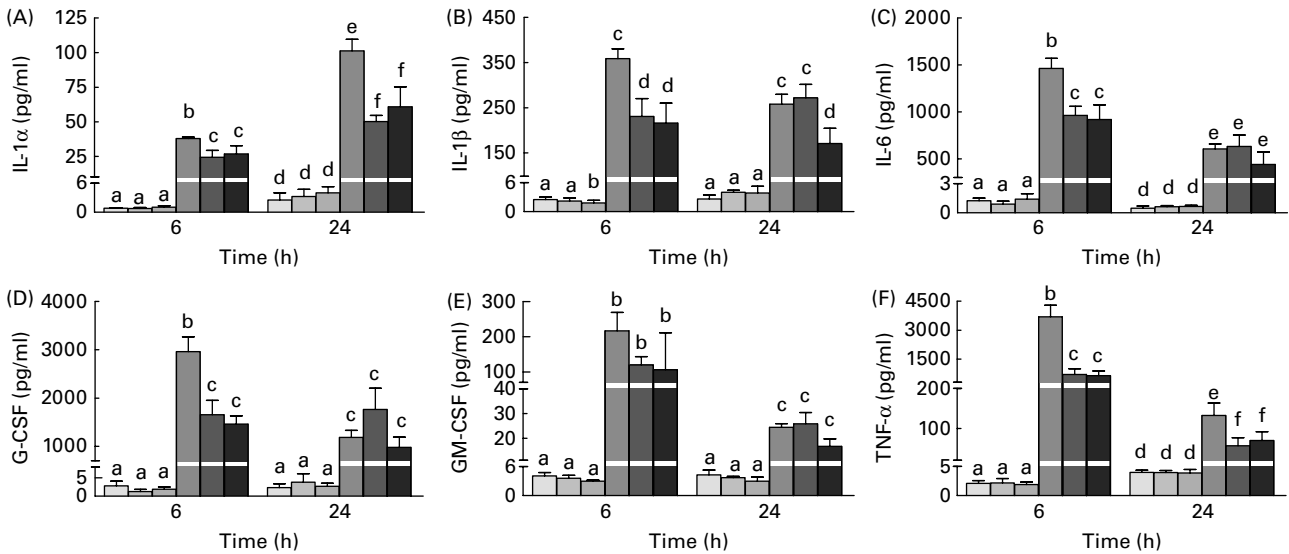 (A)
IL-1α (pg/ml)
125
100
75
50
25
6
0
a a a b c c d d d e f f
6 24
Time (h)
(B)
IL-1β (pg/ml)
450
350
250
150
6
0
a a b c d d a a a c c d
6 24
Time (h)
(C)
IL-6 (pg/ml)
2000
1500
1000
500
3
0
a a a b c c d d d e e e
6 24
Time (h)
(D)
G-CSF (pg/ml)
4000
3000
2000
1000
5
0
a a a b c c a a a c c c
6 24
Time (h)
(E)
GM-CSF (pg/ml)
300
200
100
40
30
20
6
0
a a a b b b a a a c c c
6 24
Time (h)
(F)
TNF-α (pg/ml)
4500
3000
1500
200
100
5
0
a a a b c c d d d e f f
6 24
Time (h)